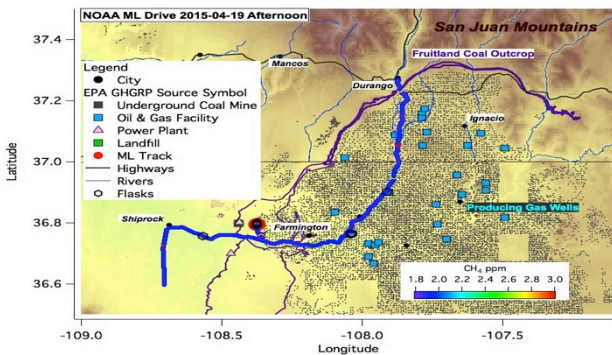 NOAA ML Drive 2015-04-19 Afternoon
San Juan Mountains
Fruitland Coal Outcrop
Mancos
Durango
Ignacio
Legend
City
EPA GHGRP Source Symbol
Underground Coal Mine
Oil & Gas Facility
Power Plant
Landfill
ML Track
Highways
Rivers
Flasks
Shiprock
Farmington
Producing Gas Wells
CH4 ppm
1.8 2.0 2.2 2.4 2.6 2.8 3.0
Latitude
37.4
37.2
37.0
36.8
36.6
-109.0 -108.5 -108.0 -107.5
Longitude